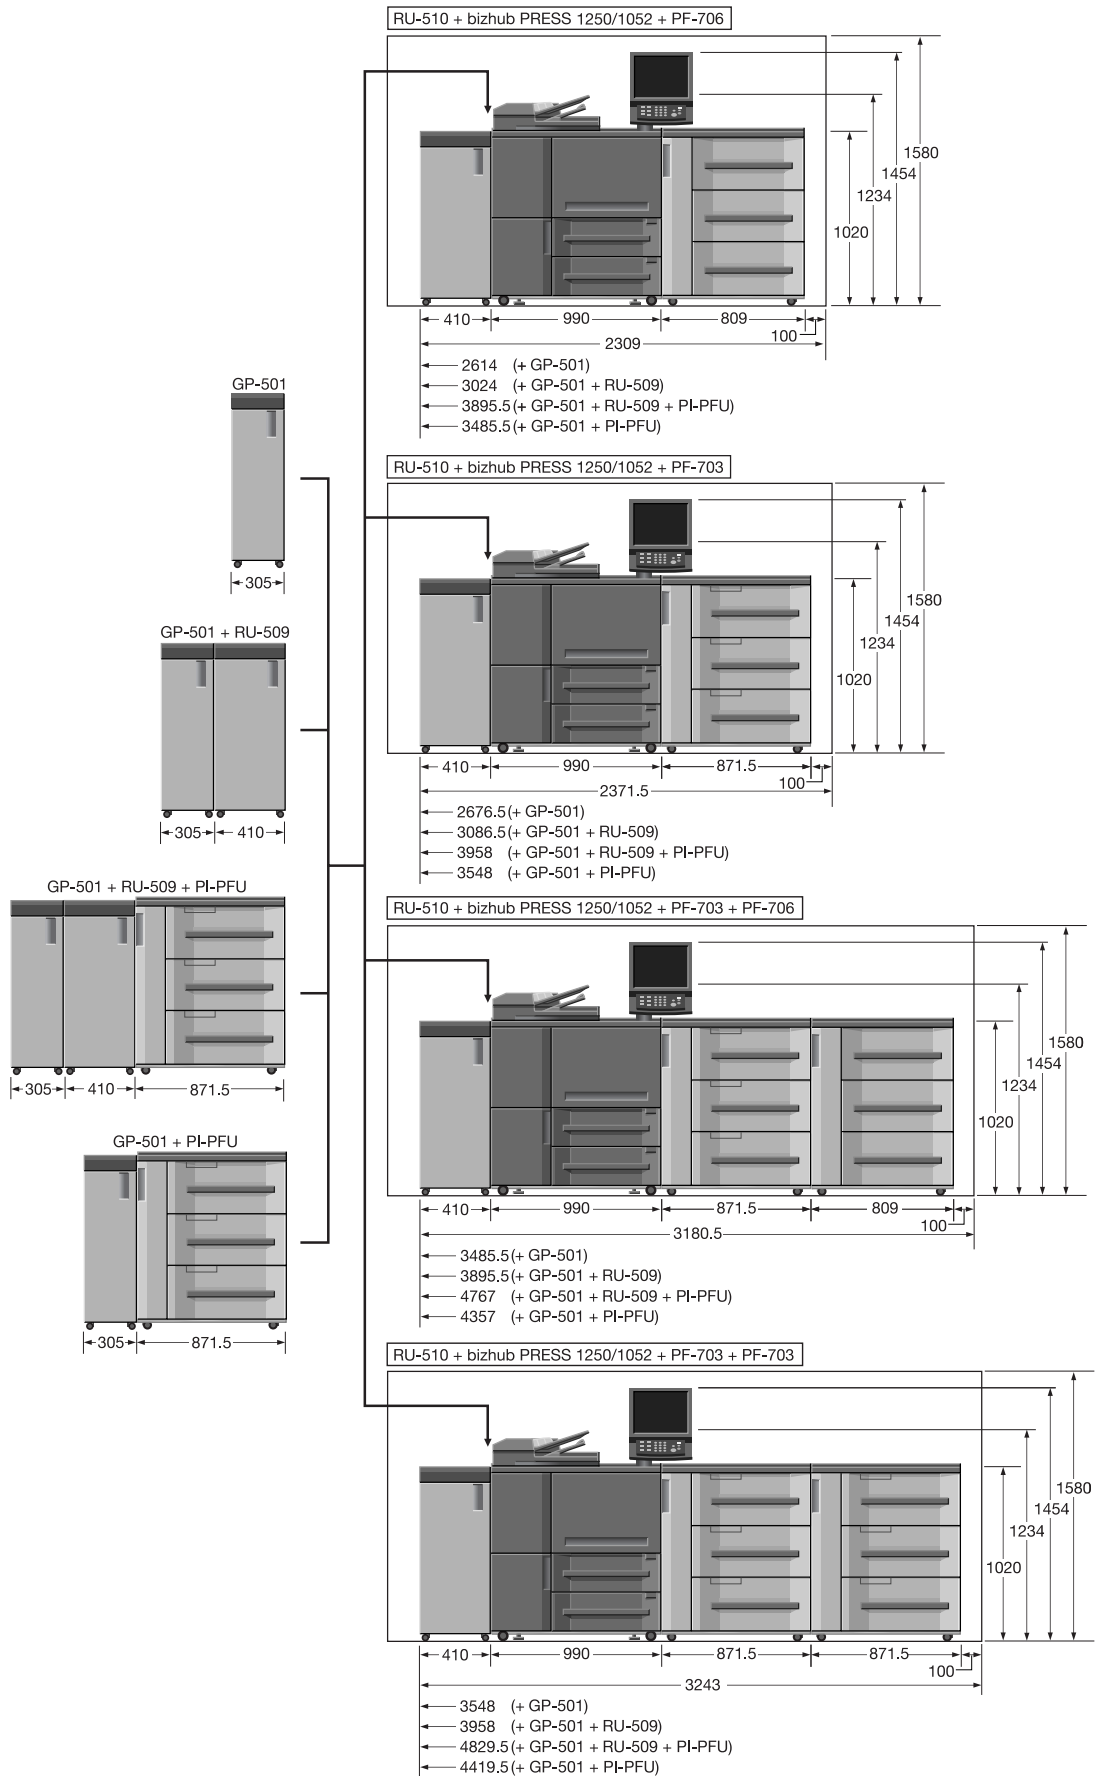 RU-510 + bizhub PRESS 1250/1052 + PF-706
1580
1454
1234
1020
410
990
809
100
2309
2614 (+ GP-501)
3024 (+ GP-501 + RU-509)
3895.5 (+ GP-501 + RU-509 + PI-PFU)
3485.5 (+ GP-501 + PI-PFU)
GP-501
305
GP-501 + RU-509
305 410
GP-501 + RU-509 + PI-PFU
305 410 871.5
GP-501 + PI-PFU
305 871.5
RU-510 + bizhub PRESS 1250/1052 + PF-703
1580
1454
1234
1020
410
990
871.5
100
2371.5
2676.5 (+ GP-501)
3086.5 (+ GP-501 + RU-509)
3958 (+ GP-501 + RU-509 + PI-PFU)
3548 (+ GP-501 + PI-PFU)
RU-510 + bizhub PRESS 1250/1052 + PF-703 + PF-706
1580
1454
1234
1020
410
990
871.5
809
100
3180.5
3485.5 (+ GP-501)
3895.5 (+ GP-501 + RU-509)
4767 (+ GP-501 + RU-509 + PI-PFU)
4357 (+ GP-501 + PI-PFU)
RU-510 + bizhub PRESS 1250/1052 + PF-703 + PF-703
1580
1454
1234
1020
410
990
871.5
871.5
100
3243
3548 (+ GP-501)
3958 (+ GP-501 + RU-509)
4829.5 (+ GP-501 + RU-509 + PI-PFU)
4419.5 (+ GP-501 + PI-PFU)